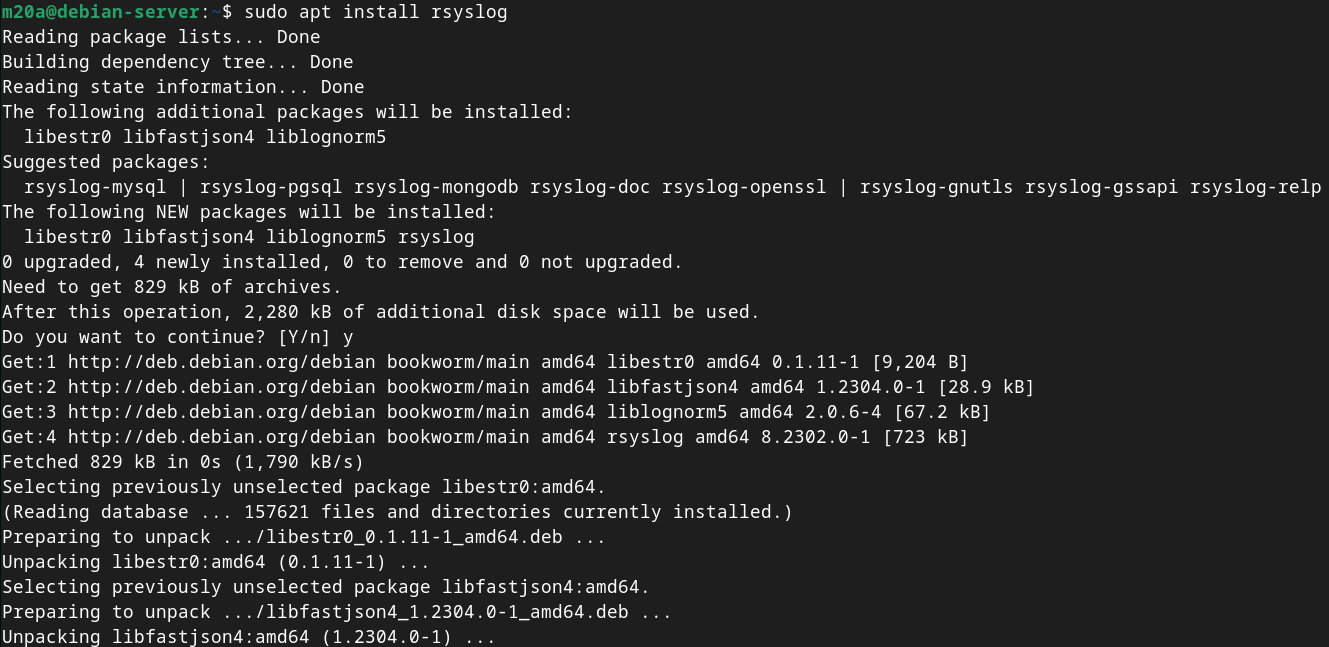 m20a@debian-server:~$ sudo apt install rsyslog
Reading package lists... Done
Building dependency tree... Done
Reading state information... Done
The following additional packages will be installed:
  libestr0 libfastjson4 liblognorm5
Suggested packages:
  rsyslog-mysql | rsyslog-pgsql rsyslog-mongodb rsyslog-doc rsyslog-openssl | rsyslog-gnutls rsyslog-gssapi rsyslog-relp
The following NEW packages will be installed:
  libestr0 libfastjson4 liblognorm5 rsyslog
0 upgraded, 4 newly installed, 0 to remove and 0 not upgraded.
Need to get 829 kB of archives.
After this operation, 2,280 kB of additional disk space will be used.
Do you want to continue? [Y/n] y
Get:1 http://deb.debian.org/debian bookworm/main amd64 libestr0 amd64 0.1.11-1 [9,204 B]
Get:2 http://deb.debian.org/debian bookworm/main amd64 libfastjson4 amd64 1.2304.0-1 [28.9 kB]
Get:3 http://deb.debian.org/debian bookworm/main amd64 liblognorm5 amd64 2.0.6-4 [67.2 kB]
Get:4 http://deb.debian.org/debian bookworm/main amd64 rsyslog amd64 8.2302.0-1 [723 kB]
Fetched 829 kB in 0s (1,790 kB/s)
Selecting previously unselected package libestr0:amd64.
(Reading database ... 157621 files and directories currently installed.)
Preparing to unpack .../libestr0_0.1.11-1_amd64.deb ...
Unpacking libestr0:amd64 (0.1.11-1) ...
Selecting previously unselected package libfastjson4:amd64.
Preparing to unpack .../libfastjson4_1.2304.0-1_amd64.deb ...
Unpacking libfastjson4:amd64 (1.2304.0-1) ...